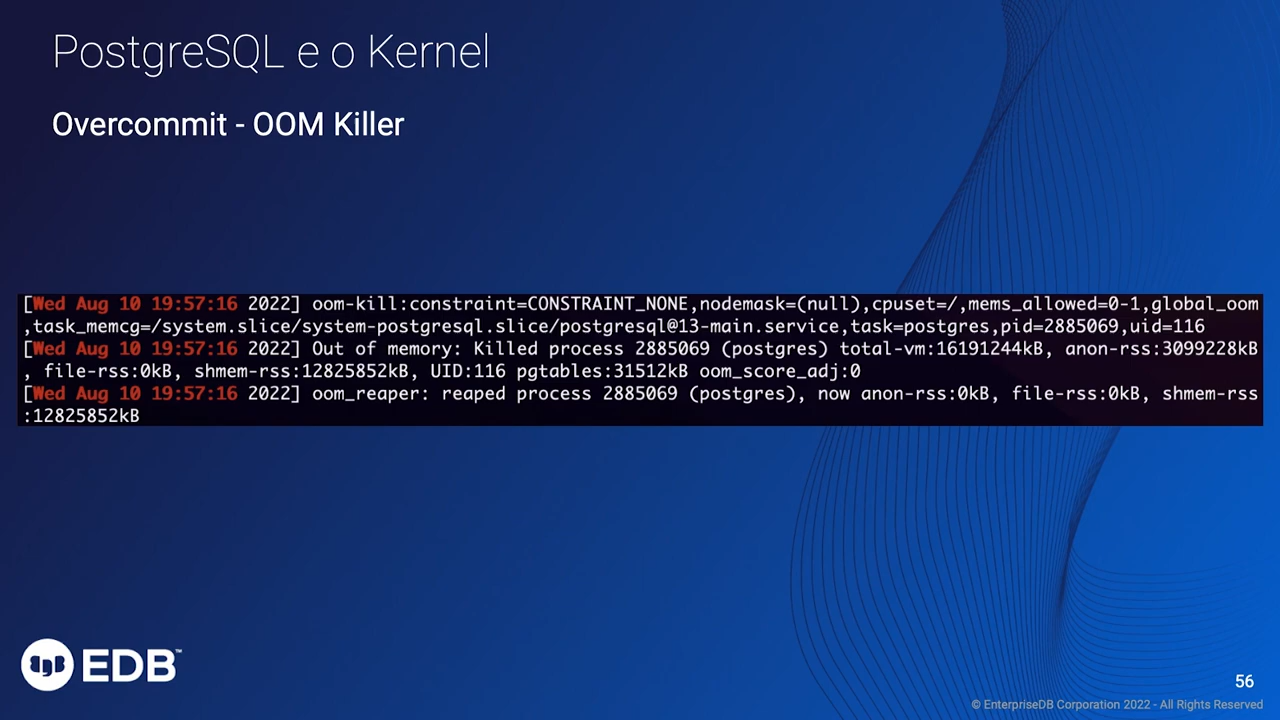 PostgreSQL e o Kernel
Overcommit - OOM Killer
[Wed Aug 10 19:57:16 2022] oom-kill:constraint=CONSTRAINT_NONE,nodemask=(null),cpuset=/,mems_allowed=0-1,global_oom
,task_memcg=/system.slice/system-postgresql.slice/postgresql@13-main.service,task=postgres,pid=2885069,uid=116
[Wed Aug 10 19:57:16 2022] Out of memory: Killed process 2885069 (postgres) total-vm:16191244kB, anon-rss:3099228kB
, file-rss:0kB, shmem-rss:12825852kB, UID:116 pgtables:31512kB oom_score_adj:0
[Wed Aug 10 19:57:16 2022] oom_reaper: reaped process 2885069 (postgres), now anon-rss:0kB, file-rss:0kB, shmem-rss
:12825852kB
EDB™
56
© EnterpriseDB Corporation 2022 - All Rights Reserved